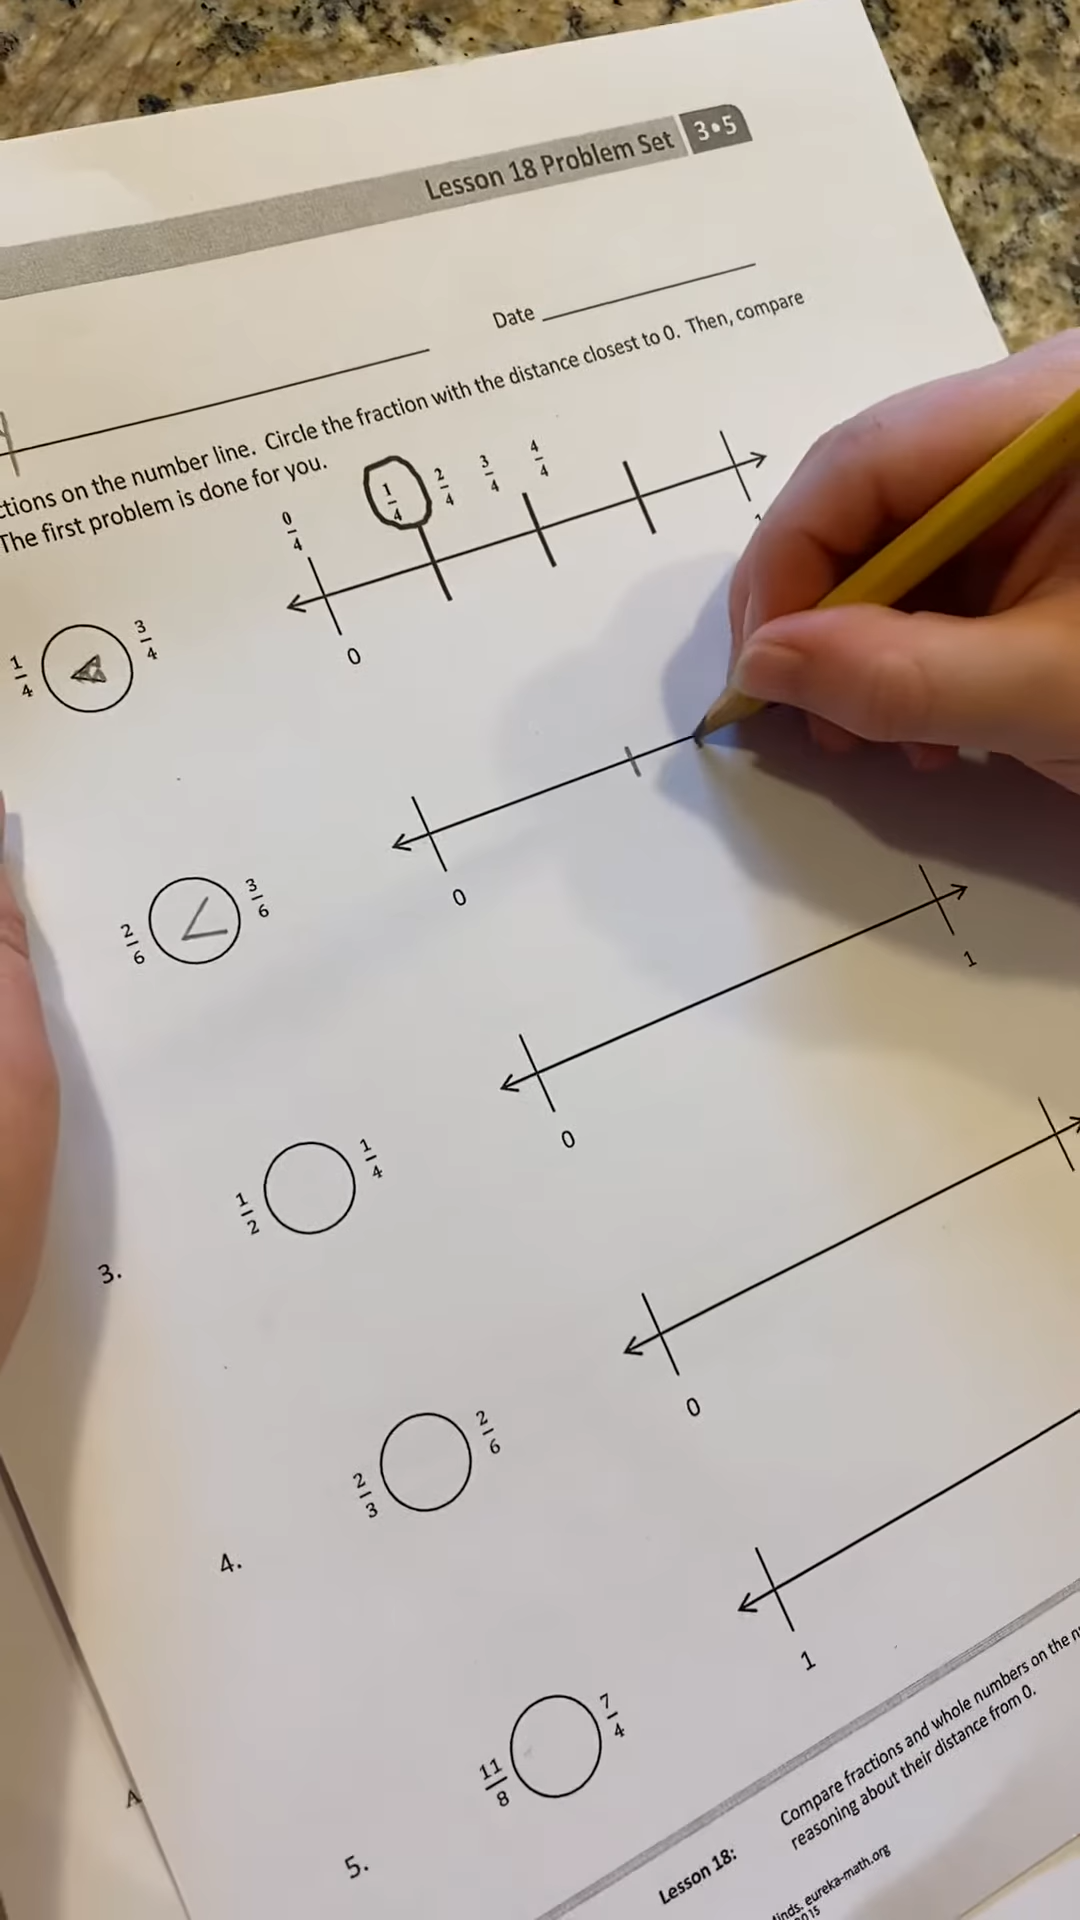 Lesson 18 Problem Set 3•5
Date
ctions on the number line. Circle the fraction with the distance closest to 0. Then, compare
The first problem is done for you.
0/4 1/4 2/4 3/4 4/4
1/4 < 3/4
0
2/6 < 3/6
0
1
3.
1/2 1/4
0
4.
2/3 2/6
0
5.
11/8 7/4
1
Lesson 18:
Compare fractions and whole numbers on the
reasoning about their distance from 0.
eureka-math.org